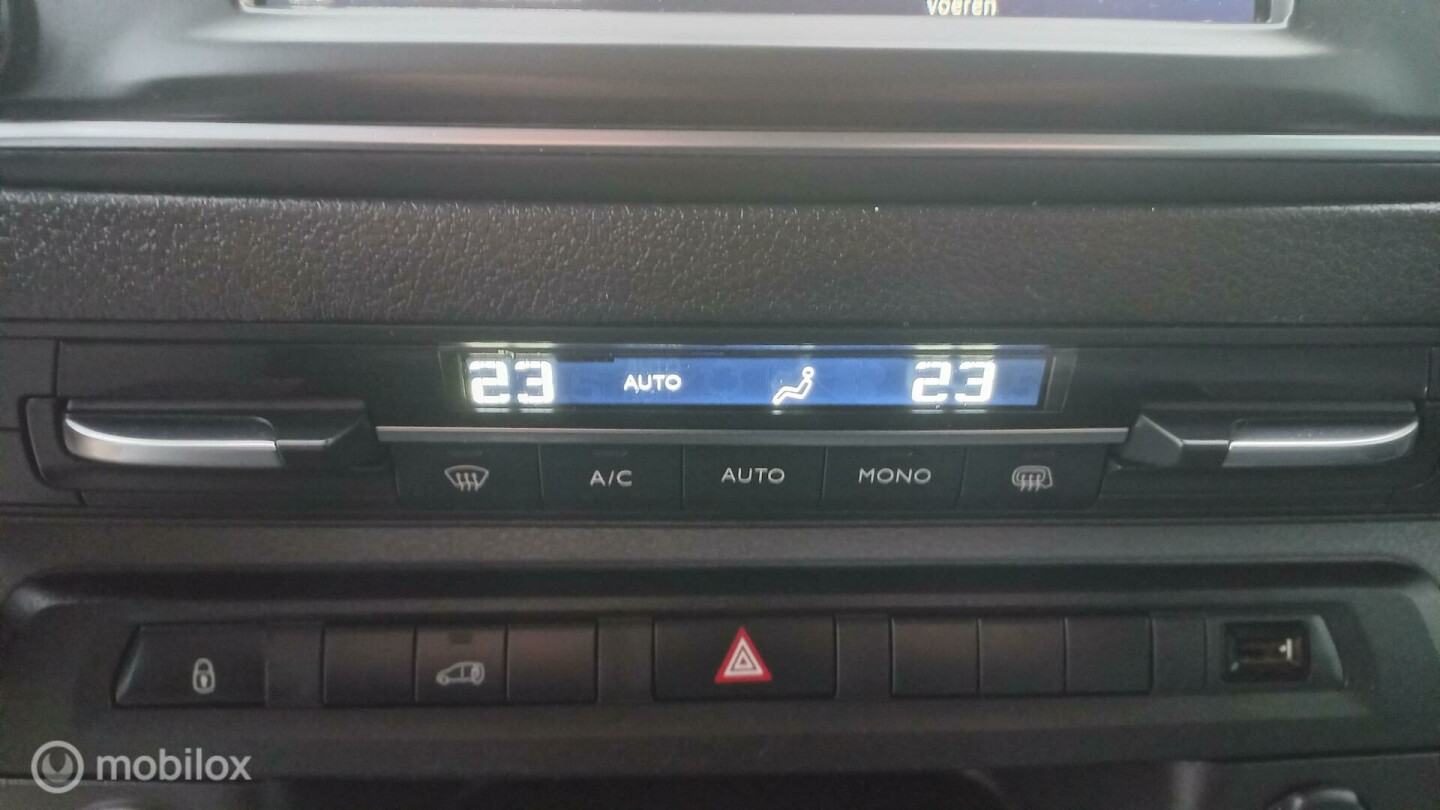 voeren
23 AUTO 23
A/C AUTO MONO
mobilox